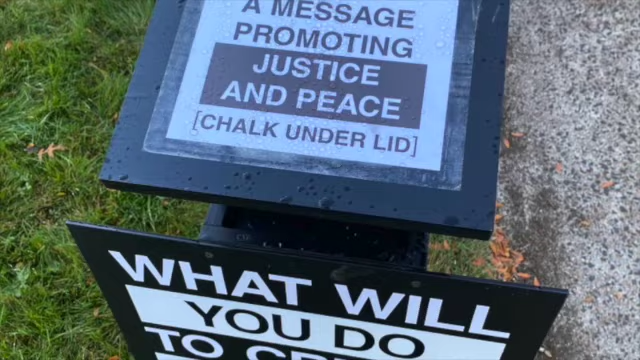 A MESSAGE
PROMOTING
JUSTICE
AND PEACE
[CHALK UNDER LID]
WHAT WILL
YOU DO
TO